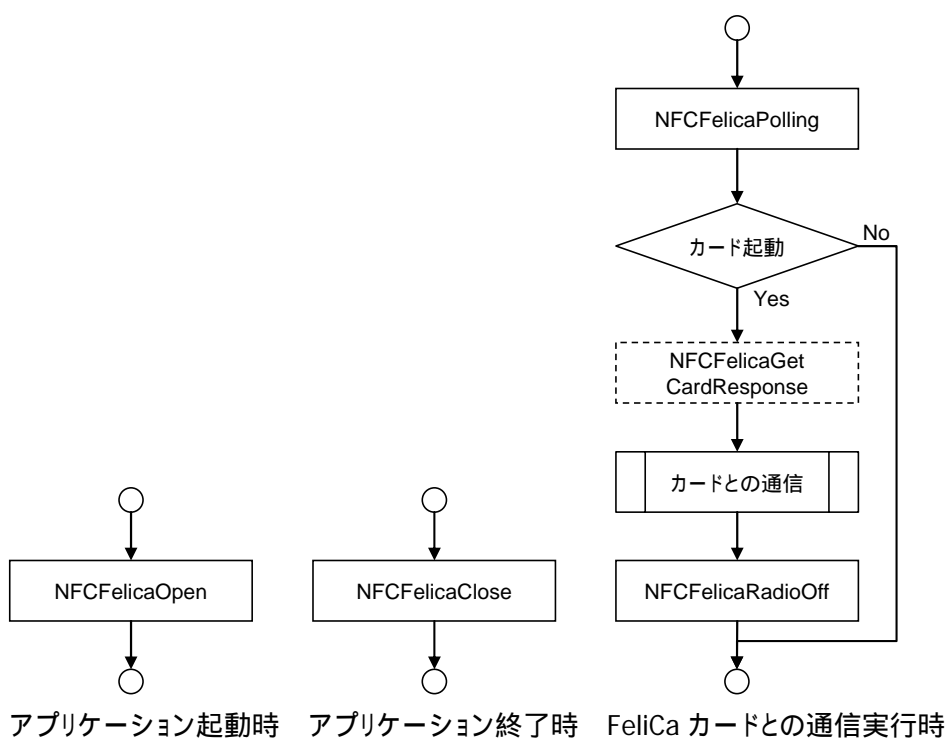 NFCFelicaPolling
カード起動
No
Yes
NFCFelicaGet
CardResponse
カードとの通信
NFCFelicaOpen
NFCFelicaClose
NFCFelicaRadioOff
アプリケーション起動時
アプリケーション終了時
FeliCa カードとの通信実行時